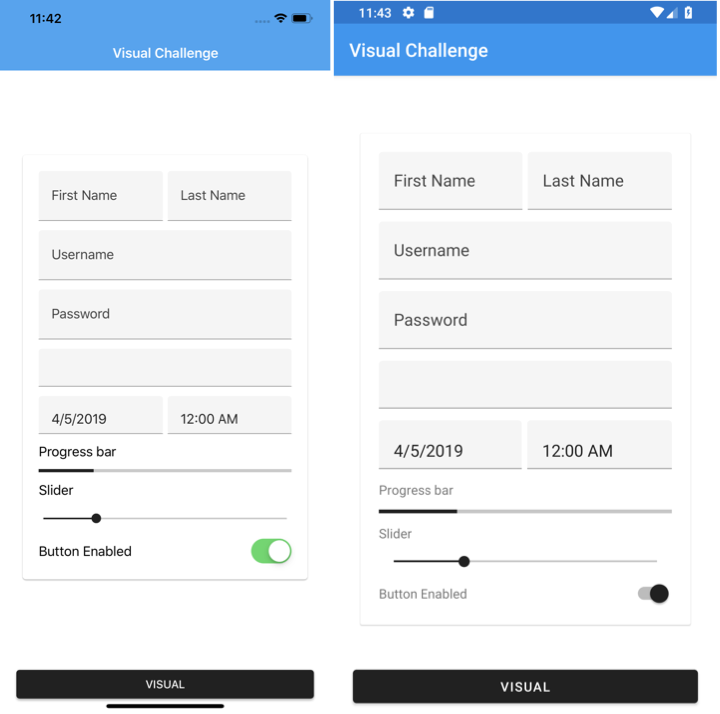 11:42
Visual Challenge
First Name Last Name
Username
Password
4/5/2019 12:00 AM
Progress bar
Slider
Button Enabled
VISUAL
11:43
Visual Challenge
First Name Last Name
Username
Password
4/5/2019 12:00 AM
Progress bar
Slider
Button Enabled
VISUAL